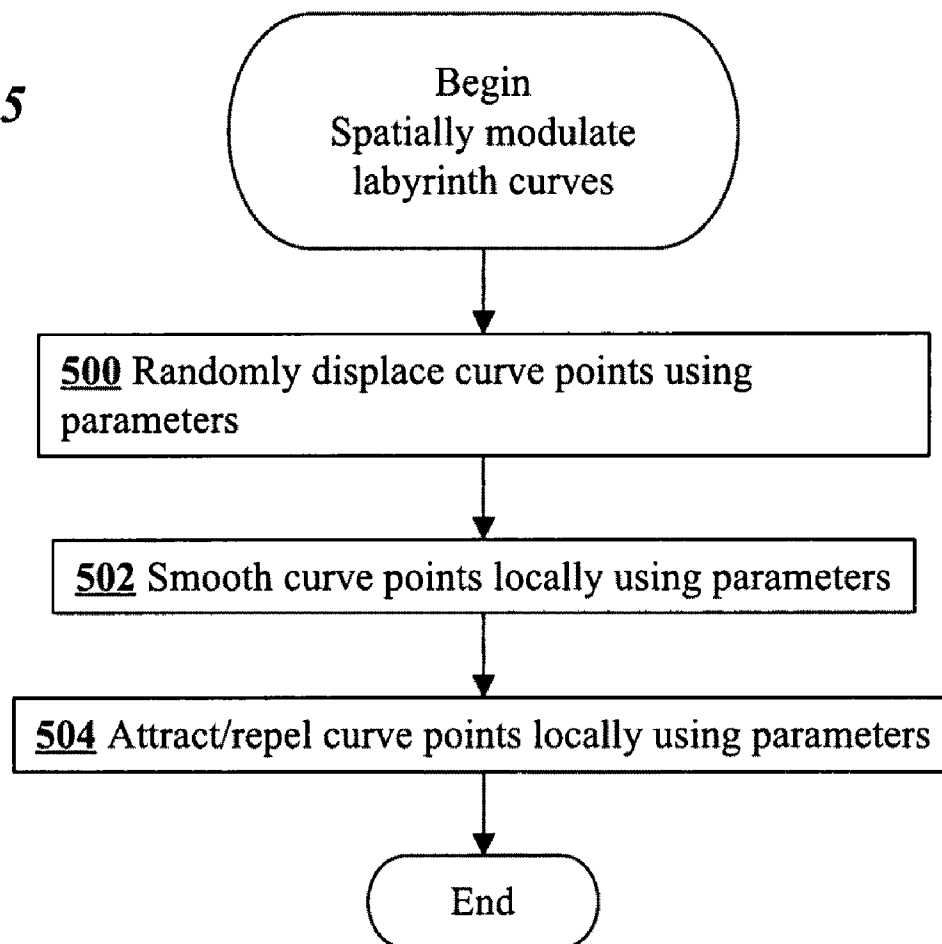 5
Begin
Spatially modulate
labyrinth curves
500 Randomly displace curve points using
parameters
502 Smooth curve points locally using parameters
504 Attract/repel curve points locally using parameters
End